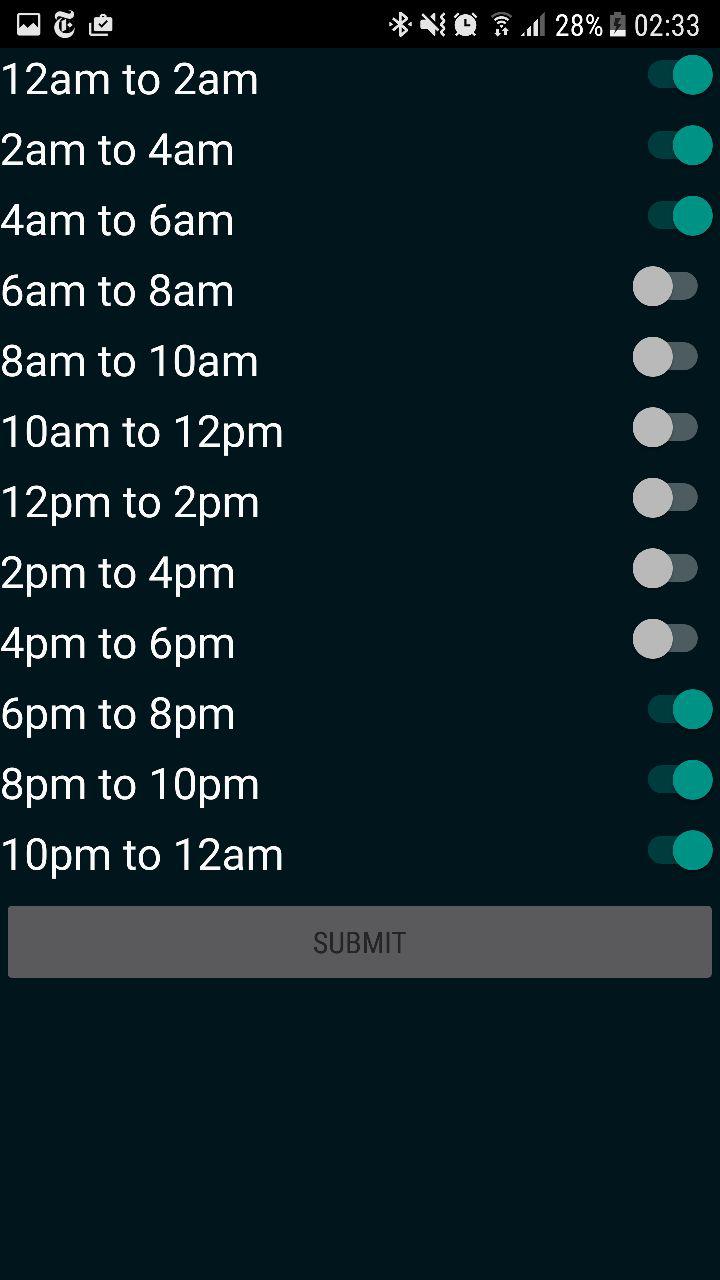 28% 02:33
12am to 2am
2am to 4am
4am to 6am
6am to 8am
8am to 10am
10am to 12pm
12pm to 2pm
2pm to 4pm
4pm to 6pm
6pm to 8pm
8pm to 10pm
10pm to 12am
SUBMIT